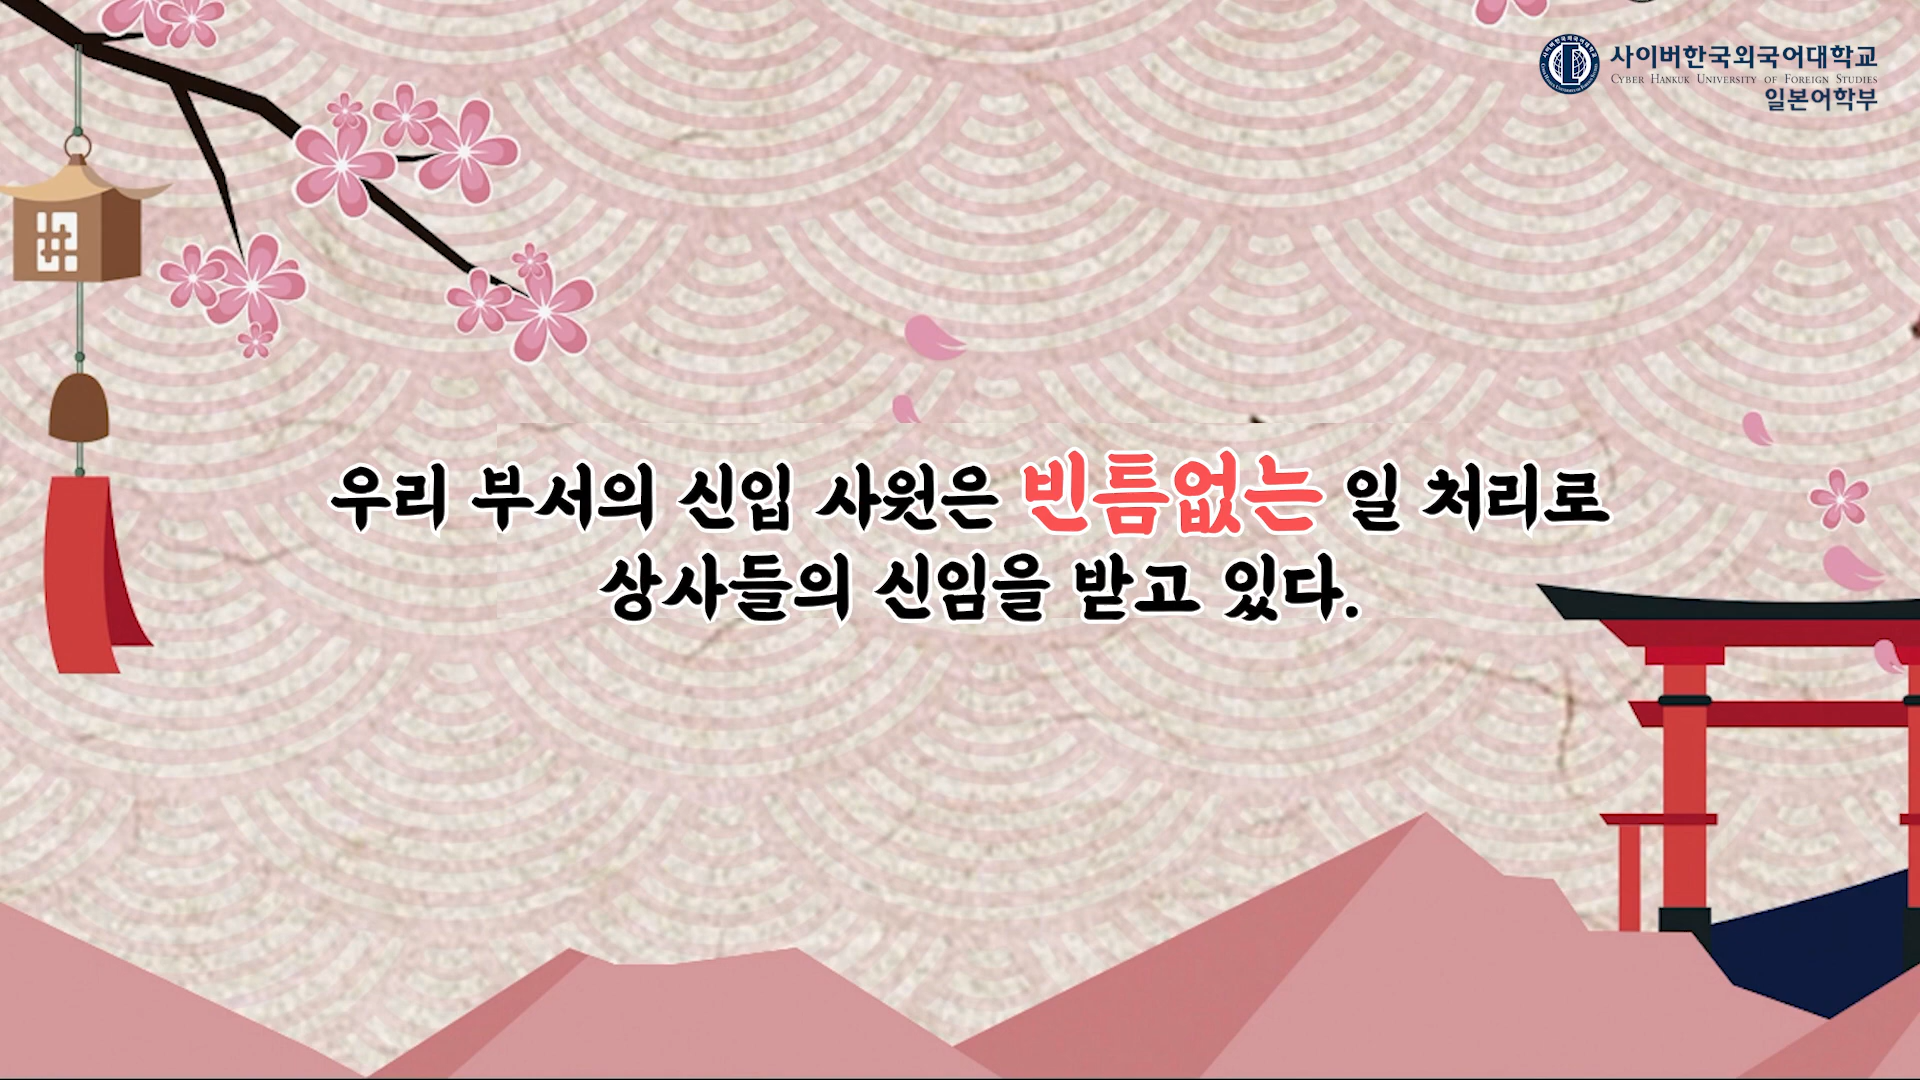 사이버한국외국어대학교
CYBER HANKUK UNIVERSITY OF FOREIGN STUDIES
일본어학부
우리 부서의 신입 사원은 빈틈없는 일 처리로
상사들의 신임을 받고 있다.